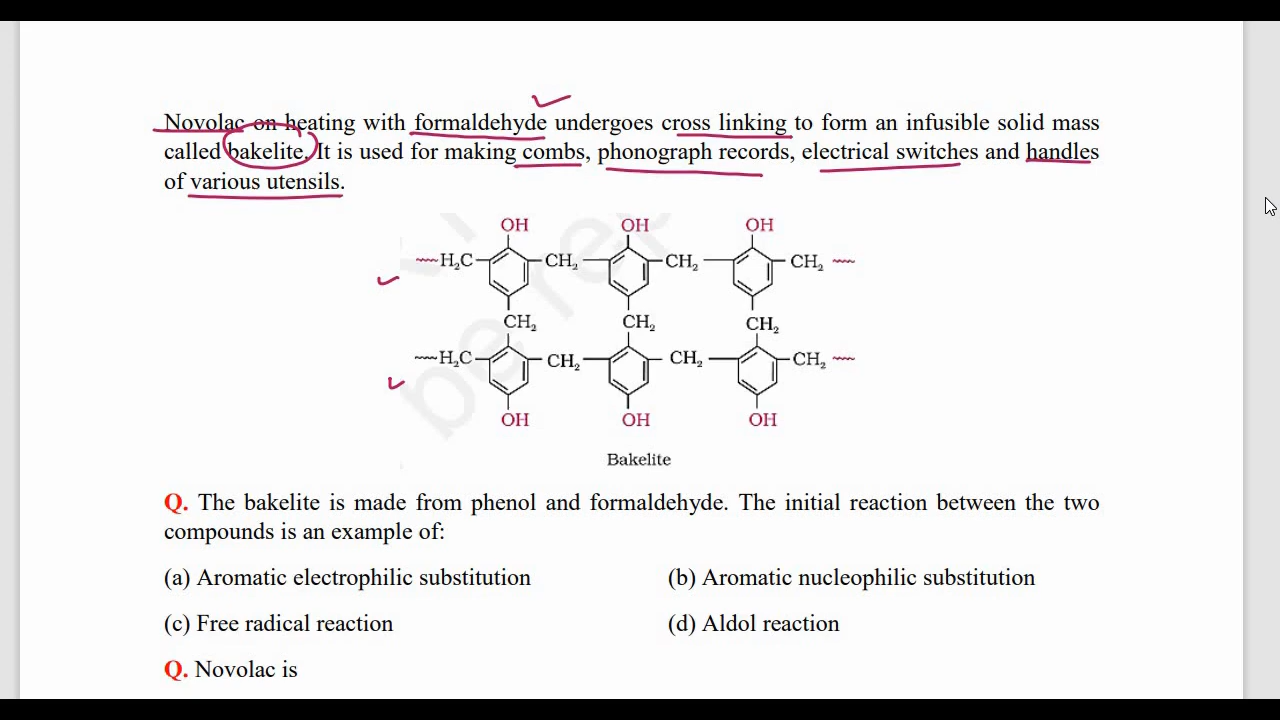 Novolac on heating with formaldehyde undergoes cross linking to form an infusible solid mass
called bakelite. It is used for making combs, phonograph records, electrical switches and handles
of various utensils.
OH OH OH
H₂C CH₂ CH₂ CH₂
CH₂ CH₂ CH₂
H₂C CH₂ CH₂ CH₂
OH OH OH
be re
Bakelite
Q. The bakelite is made from phenol and formaldehyde. The initial reaction between the two
compounds is an example of:
(a) Aromatic electrophilic substitution (b) Aromatic nucleophilic substitution
(c) Free radical reaction (d) Aldol reaction
Q. Novolac is